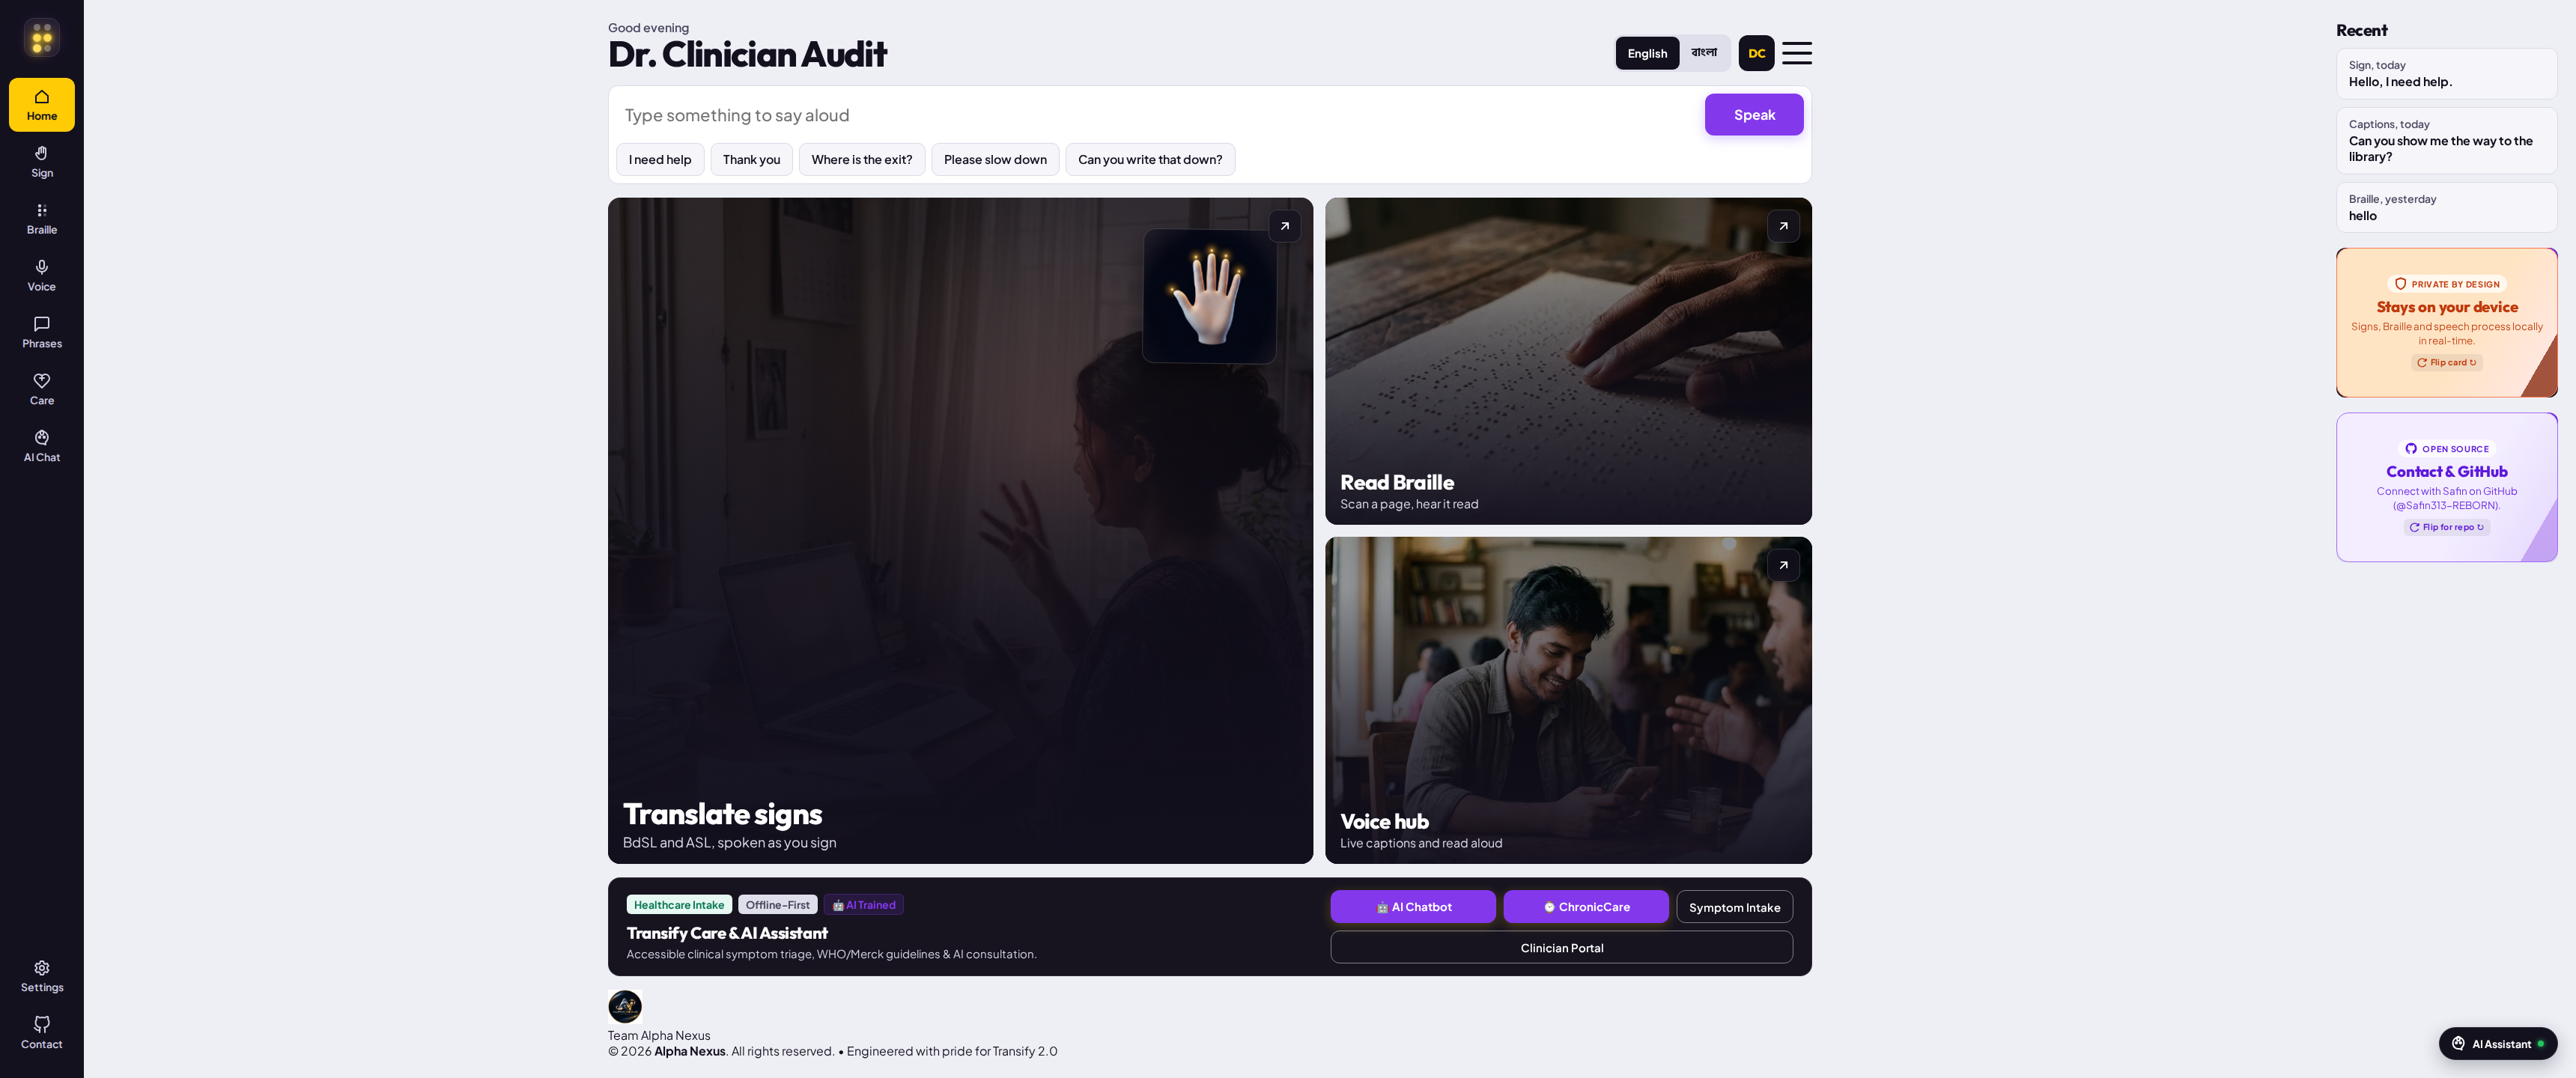 Home
Sign
Braille
Voice
Phrases
Care
AI Chat
Settings
Contact
Good evening
Dr. Clinician Audit
English
বাংলা
DC
Type something to say aloud
Speak
I need help
Thank you
Where is the exit?
Please slow down
Can you write that down?
Translate signs
BdSL and ASL, spoken as you sign
Read Braille
Scan a page, hear it read
Voice hub
Live captions and read aloud
Healthcare Intake
Offline-First
🤖 AI Trained
Transify Care & AI Assistant
Accessible clinical symptom triage, WHO/Merck guidelines & AI consultation.
🤖 AI Chatbot
ChronicCare
Symptom Intake
Clinician Portal
Team Alpha Nexus
© 2026 Alpha Nexus. All rights reserved. • Engineered with pride for Transify 2.0
Recent
Sign, today
Hello, I need help.
Captions, today
Can you show me the way to the
library?
Braille, yesterday
hello
PRIVATE BY DESIGN
Stays on your device
Signs, Braille and speech process locally
in real-time.
Flip card ↻
OPEN SOURCE
Contact & GitHub
Connect with Safin on GitHub
(@Safin313-REBORN).
Flip for repo ↻
AI Assistant